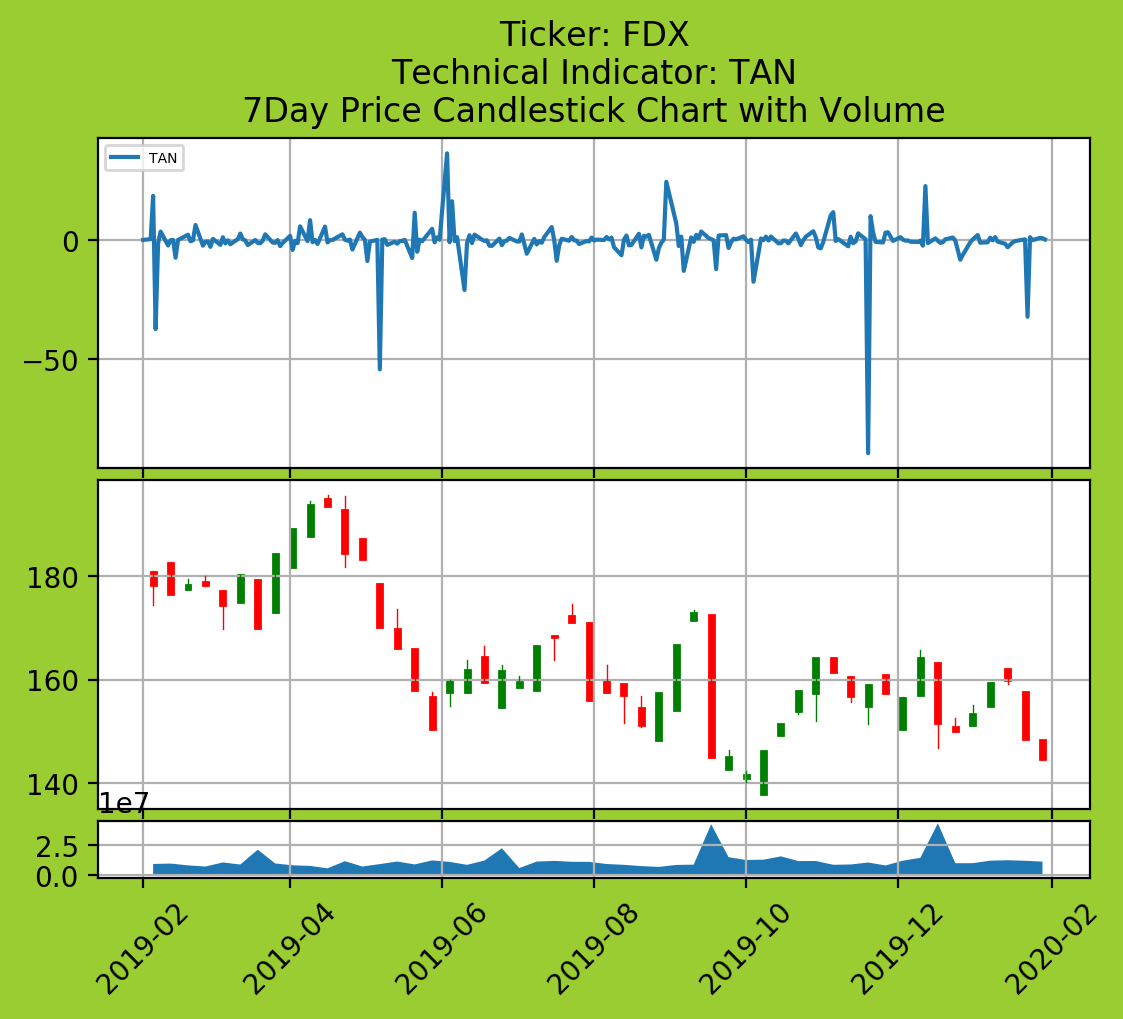 Ticker: FDX
Technical Indicator: TAN
7Day Price Candlestick Chart with Volume
TAN
0
−50
180
160
140
1e7
2.5
0.0
2019-02
2019-04
2019-06
2019-08
2019-10
2019-12
2020-02